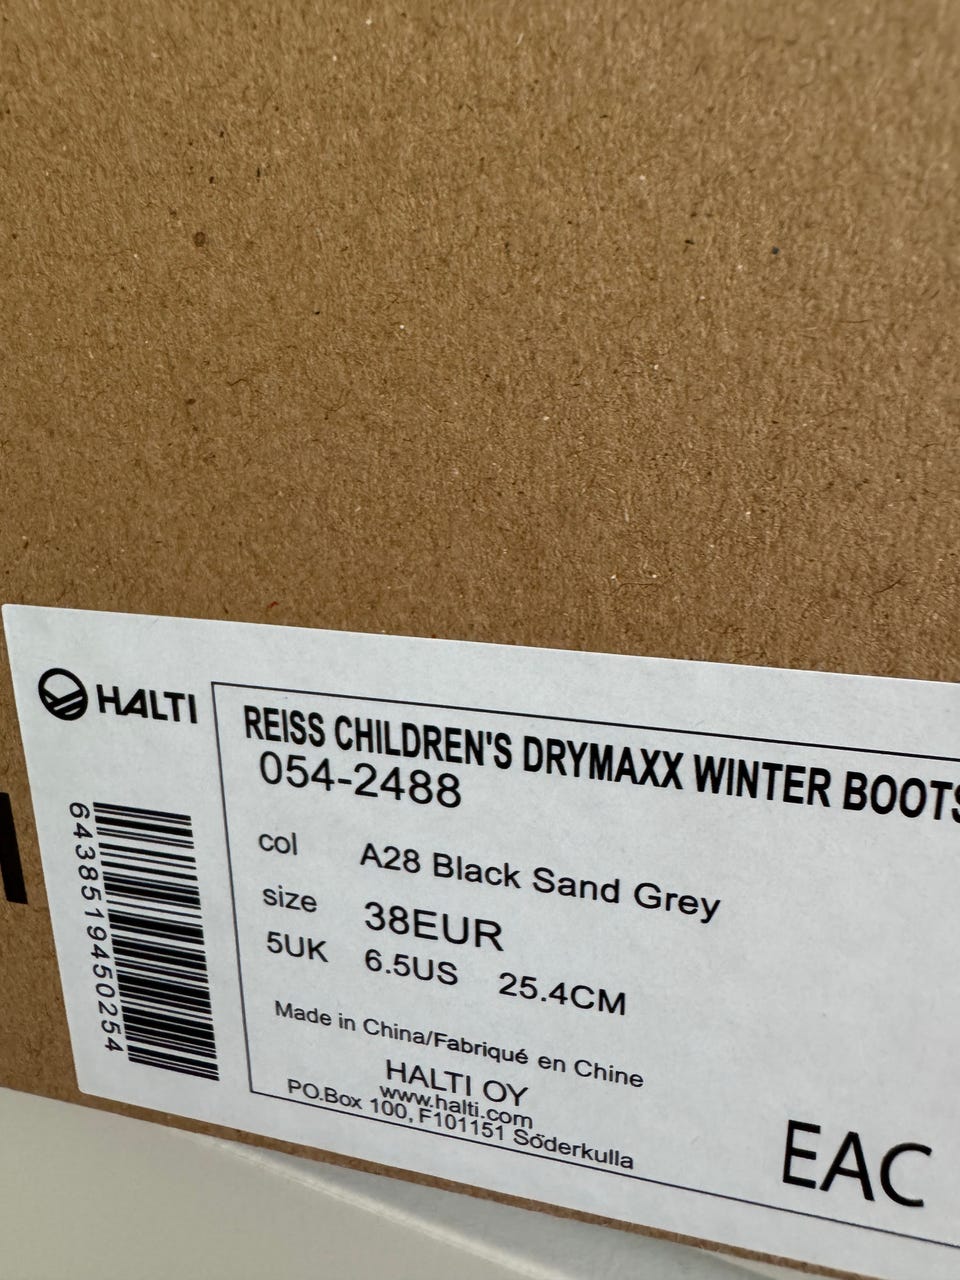 HALTI
REISS CHILDREN'S DRYMAXX WINTER BOOTS
054-2488
col A28 Black Sand Grey
size 38EUR
5UK 6.5US 25.4CM
Made in China/Fabriqué en Chine
HALTI OY
www.halti.com
PO.Box 100, F101151 Söderkulla
6438519450254
EAC